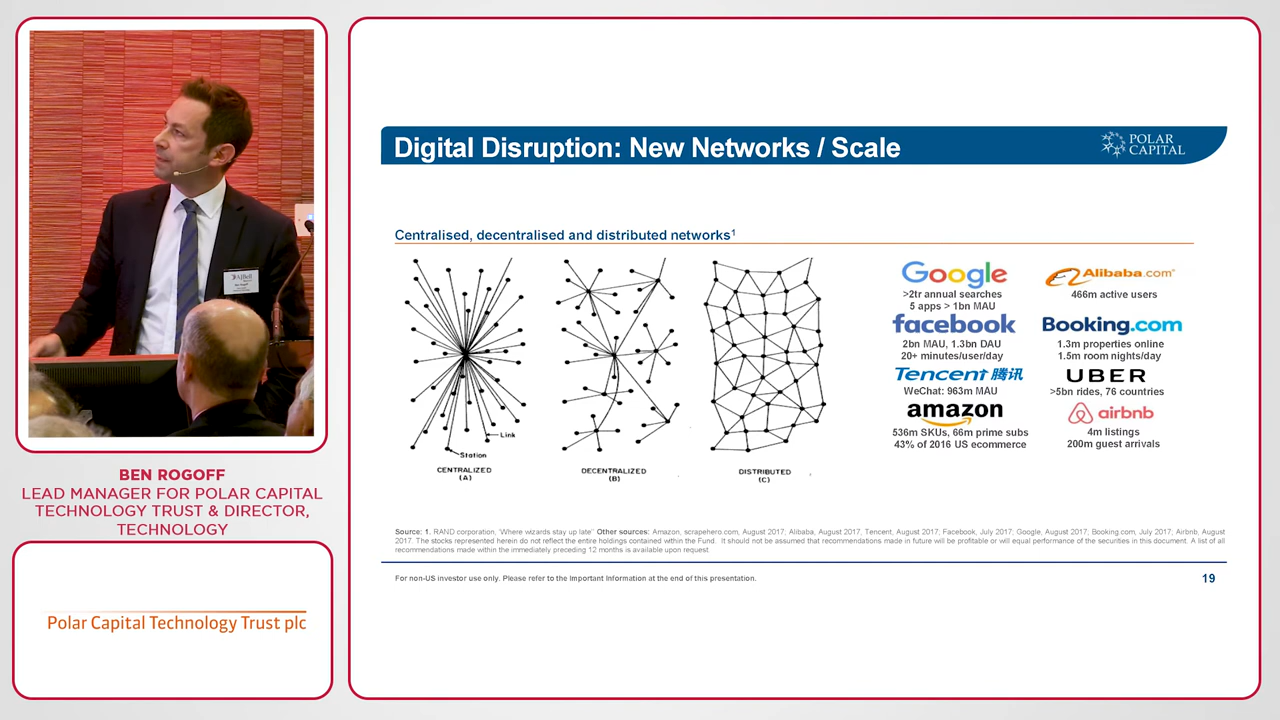 BEN ROGOFF
LEAD MANAGER FOR POLAR CAPITAL
TECHNOLOGY TRUST & DIRECTOR,
TECHNOLOGY
Polar Capital Technology Trust plc
Digital Disruption: New Networks / Scale
POLAR
CAPITAL
Centralised, decentralised and distributed networks¹
Link
Station
CENTRALIZED
(A)
DECENTRALIZED
(B)
DISTRIBUTED
(C)
Google
>2tr annual searches
5 apps > 1bn MAU
facebook
2bn MAU, 1.3bn DAU
20+ minutes/user/day
Tencent 腾讯
WeChat: 963m MAU
amazon
536m SKUs, 66m prime subs
43% of 2016 US ecommerce
Alibaba.com
466m active users
Booking.com
1.3m properties online
1.5m room nights/day
UBER
>5bn rides, 76 countries
airbnb
4m listings
200m guest arrivals
Source: 1. RAND corporation, 'Where wizards stay up late" Other sources: Amazon, scrapehero.com, August 2017; Alibaba, August 2017, Tencent, August 2017; Facebook, July 2017; Google, August 2017; Booking.com, July 2017; Airbnb, August
2017. The stocks represented herein do not reflect the entire holdings contained within the Fund. It should not be assumed that recommendations made in future will be profitable or will equal performance of the securities in this document. A list of all
recommendations made within the immediately preceding 12 months is available upon request.
For non-US investor use only. Please refer to the Important Information at the end of this presentation.
19